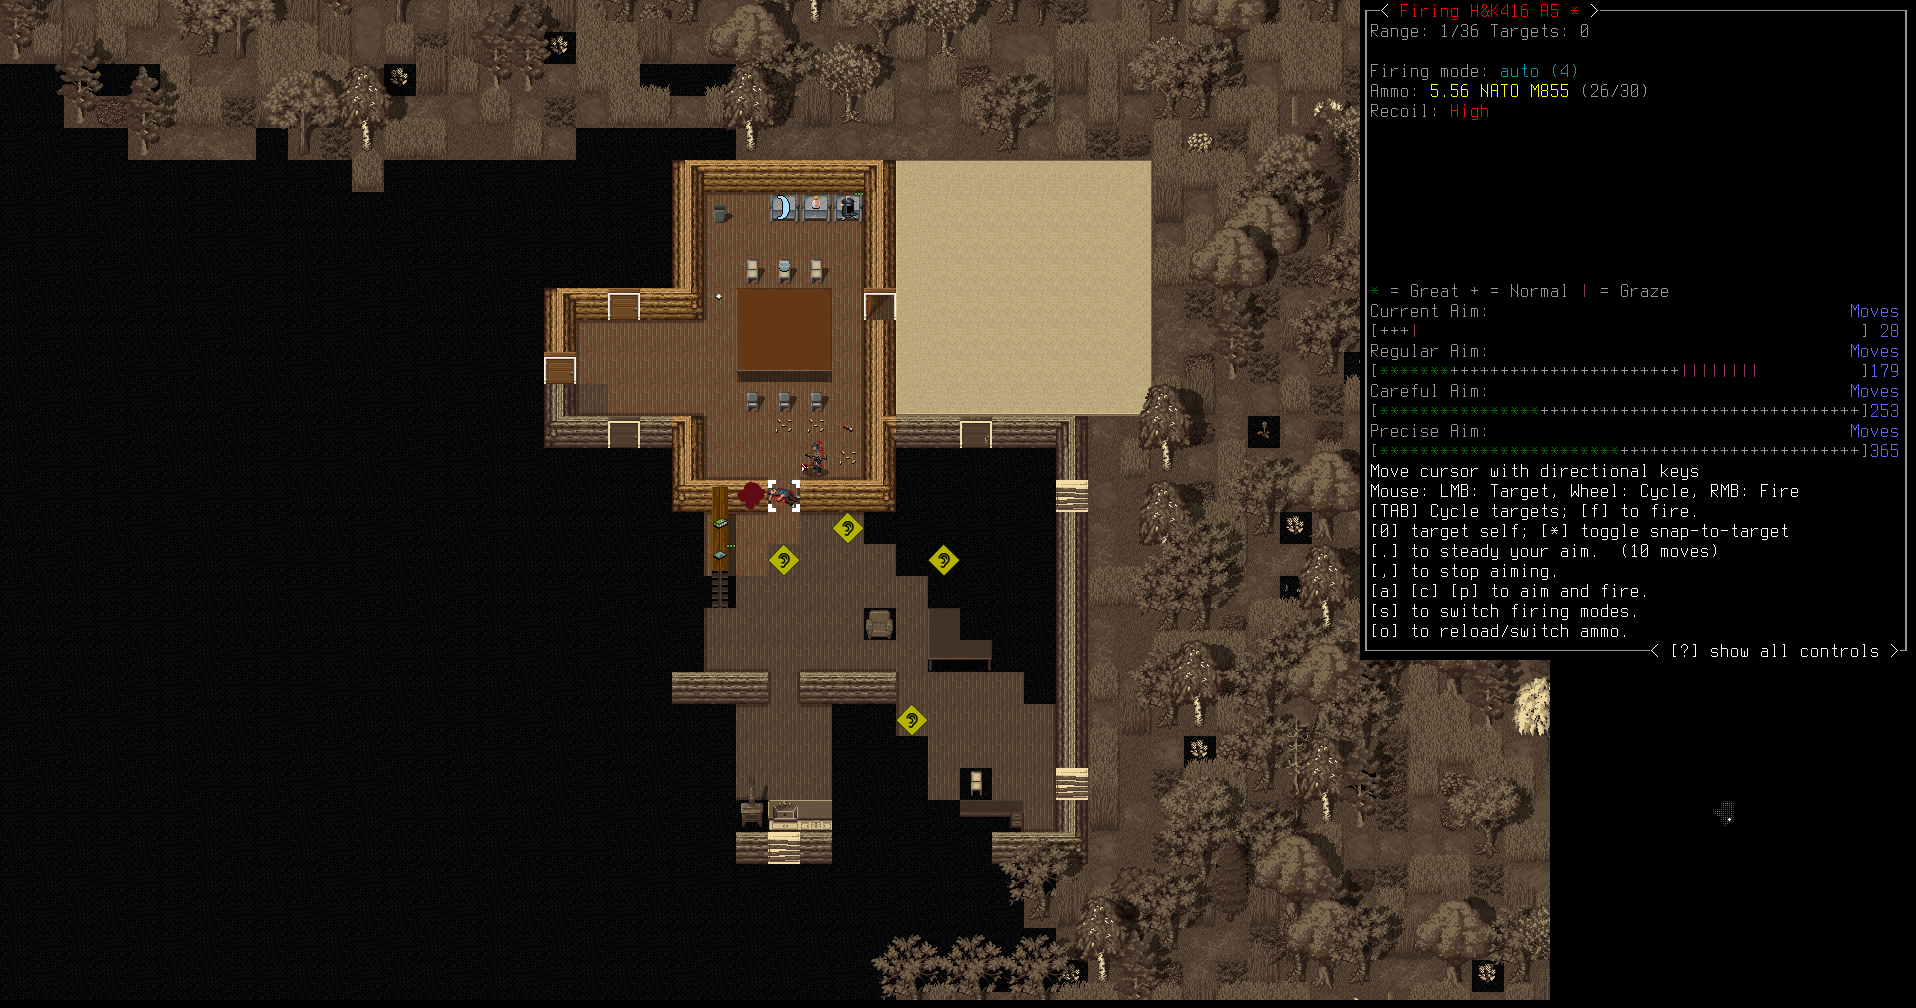 < Firing H&K416 A5 * >
Range: 1/36 Targets: 0
Firing mode: auto (4)
Ammo: 5.56 NATO M855 (26/30)
Recoil: High
* = Great + = Normal | = Graze
Current Aim: Moves
[+++| ] 28
Regular Aim: Moves
[*******+++++++++++++++++++++++|||||||| ]179
Careful Aim: Moves
[****************++++++++++++++++++++++++++++++++]253
Precise Aim: Moves
[************************++++++++++++++++++++++++]365
Move cursor with directional keys
Mouse: LMB: Target, Wheel: Cycle, RMB: Fire
[TAB] Cycle targets; [f] to fire.
[0] target self; [*] toggle snap-to-target
[.] to steady your aim. (10 moves)
[,] to stop aiming.
[a] [c] [p] to aim and fire.
[s] to switch firing modes.
[o] to reload/switch ammo.
< [?] show all controls >